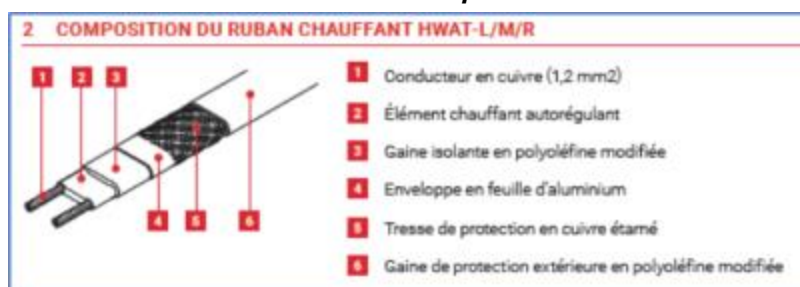 2 COMPOSITION DU RUBAN CHAUFFANT HWAT-L/M/R
1 2 3
1 Conducteur en cuivre (1,2 mm2)
2 Élément chauffant autorégulant
3 Gaine isolante en polyoléfine modifiée
4 Enveloppe en feuille d'aluminium
5 Tresse de protection en cuivre étamé
6 Gaine de protection extérieure en polyoléfine modifiée
4 5 6